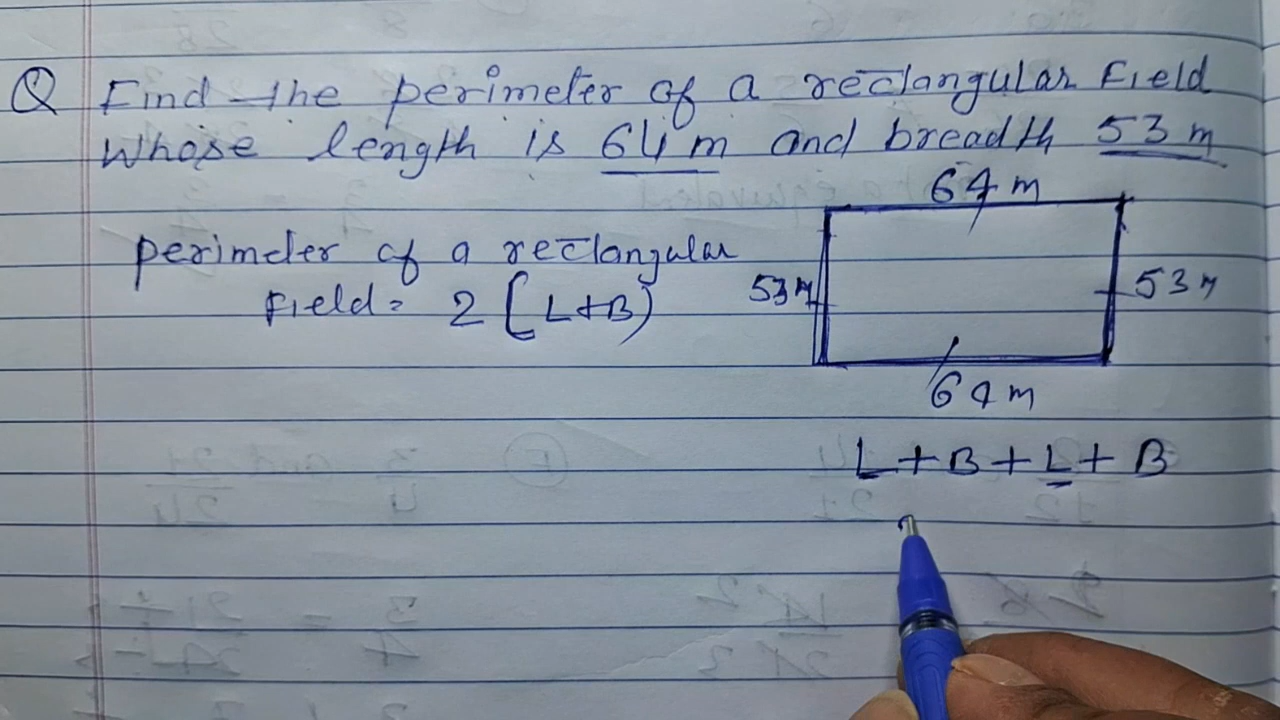 Q Find the perimeter of a rectangular Field
Whose length is 64 m and breadth 53 m
64 m
perimeter of a rectangular
Field = 2 (L+B)
53 m
53 m
64 m
L + B + L + B